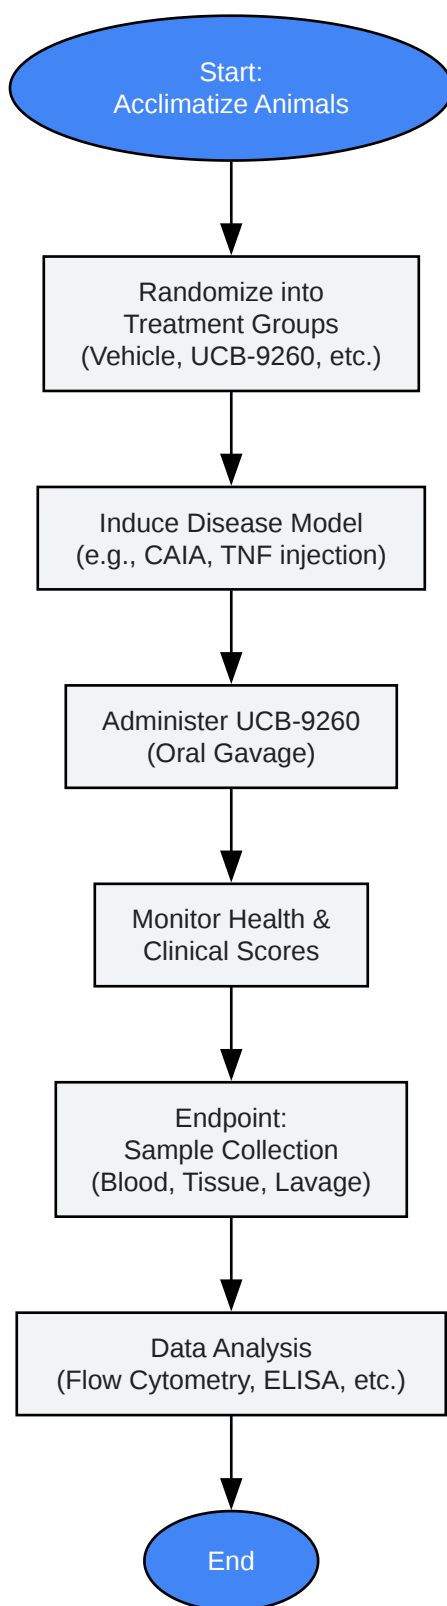 Start:
Acclimatize Animals
Randomize into
Treatment Groups
(Vehicle, UCB-9260, etc.)
Induce Disease Model
(e.g., CAIA, TNF injection)
Administer UCB-9260
(Oral Gavage)
Monitor Health &
Clinical Scores
Endpoint:
Sample Collection
(Blood, Tissue, Lavage)
Data Analysis
(Flow Cytometry, ELISA, etc.)
End